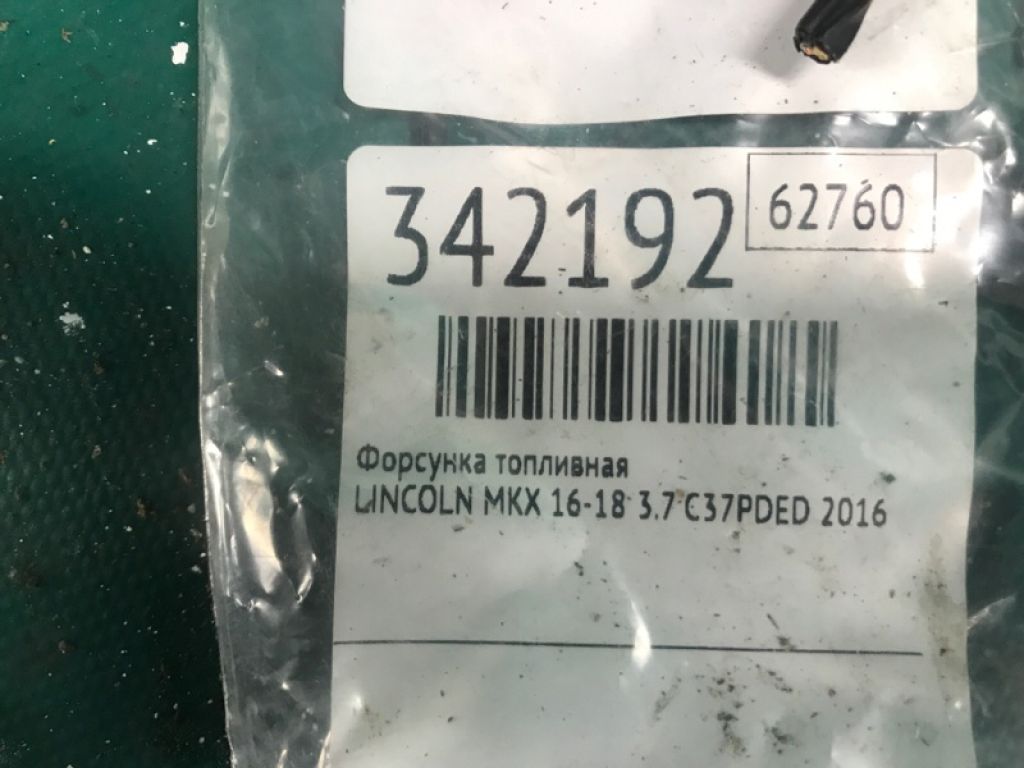 342192
62760
Форсунка топливная
LINCOLN MKX 16-18 3.7 C37PDED 2016